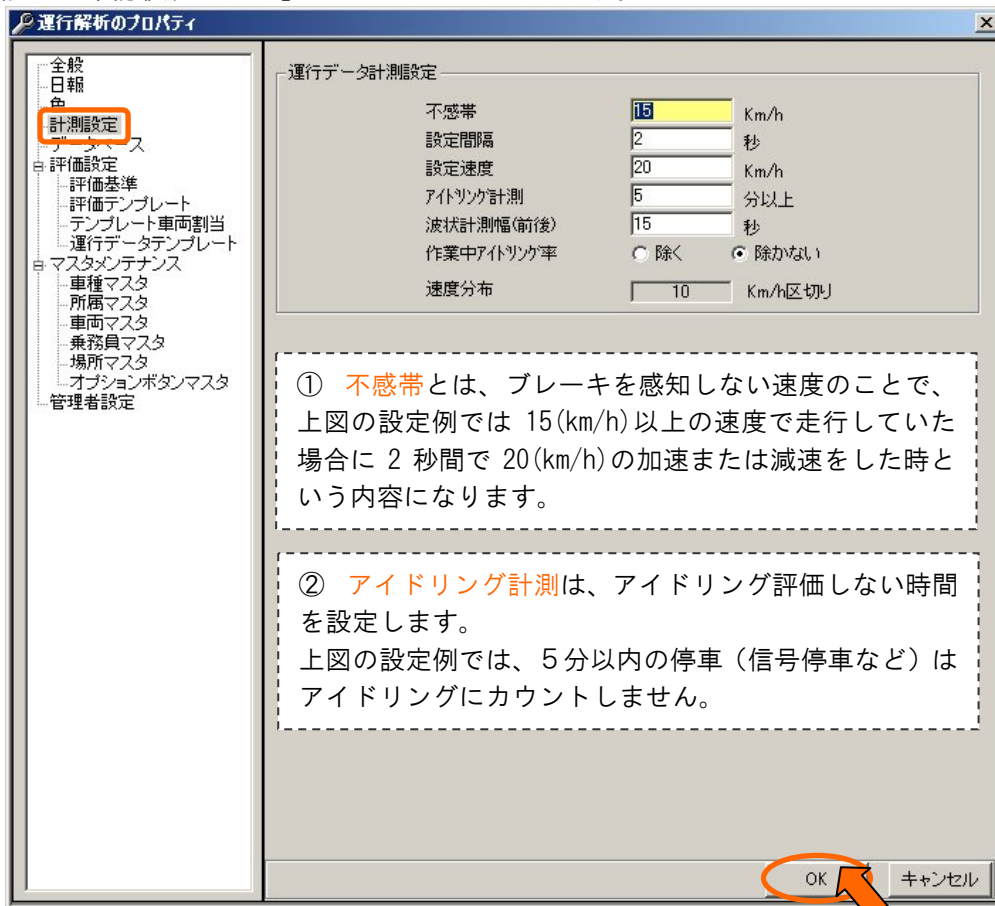 運行解析のプロパティ
全般
日報
色
計測設定
データベース
評価設定
評価基準
評価テンプレート
テンプレート車両割当
運行データテンプレート
マスタメンテナンス
車種マスタ
所属マスタ
車両マスタ
乗務員マスタ
場所マスタ
オプションボタンマスタ
管理者設定
運行データ計測設定
不感帯 15 Km/h
設定間隔 2 秒
設定速度 20 Km/h
アイドリング計測 5 分以上
波状計測幅(前後) 15 秒
作業中アイドリング率 除く 除かない
速度分布 10 Km/h区切り
① 不感帯とは、ブレーキを感知しない速度のことで、
上図の設定例では 15(km/h)以上の速度で走行していた
場合に 2 秒間で 20(km/h)の加速または減速をした時と
いう内容になります。
② アイドリング計測は、アイドリング評価しない時間
を設定します。
上図の設定例では、５分以内の停車（信号停車など）は
アイドリングにカウントしません。
OK キャンセル